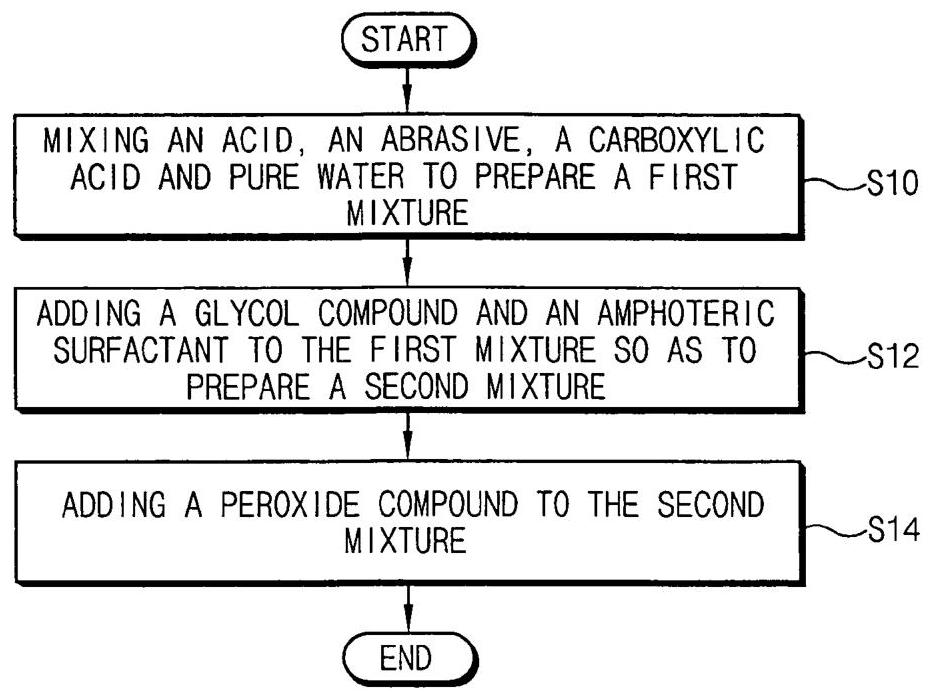 START
MIXING AN ACID, AN ABRASIVE, A CARBOXYLIC
ACID AND PURE WATER TO PREPARE A FIRST
MIXTURE
S10
ADDING A GLYCOL COMPOUND AND AN AMPHOTERIC
SURFACTANT TO THE FIRST MIXTURE SO AS TO
PREPARE A SECOND MIXTURE
S12
ADDING A PEROXIDE COMPOUND TO THE SECOND
MIXTURE
S14
END